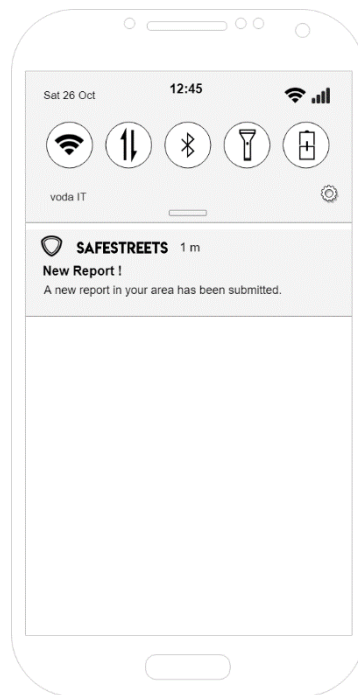 Sat 26 Oct 12:45
voda IT
SAFESTREETS 1 m
New Report !
A new report in your area has been submitted.